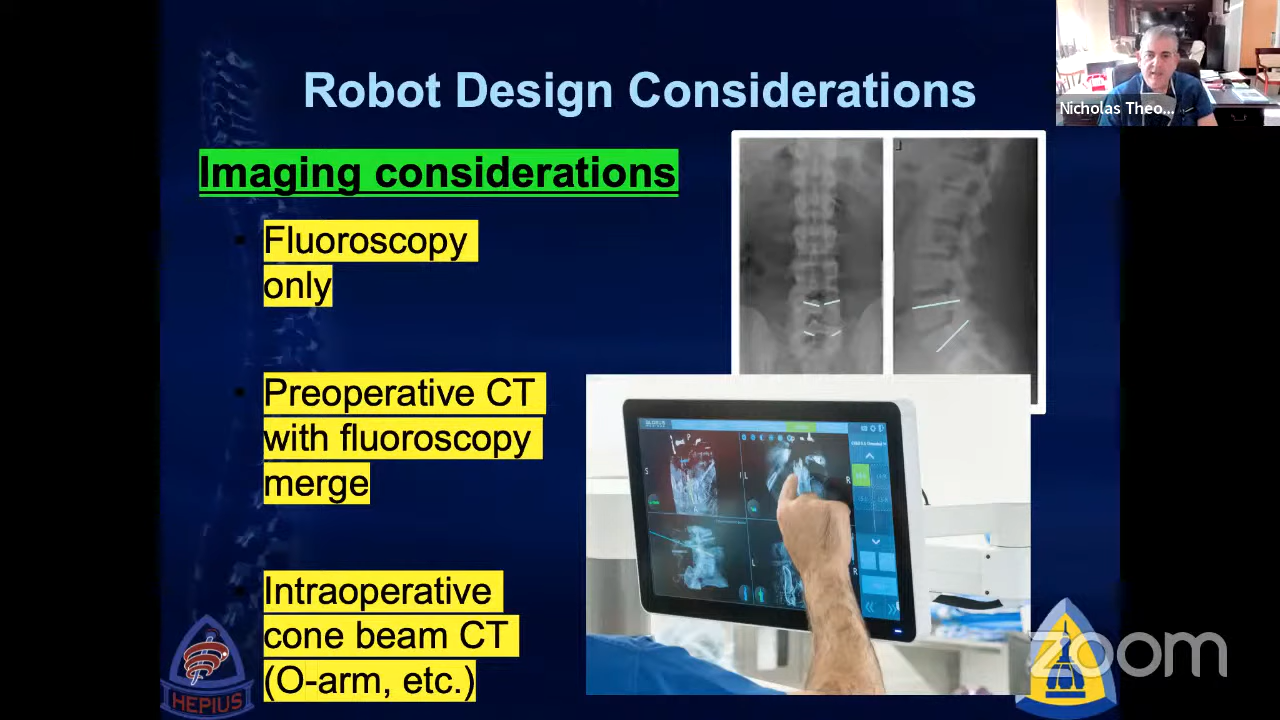 Robot Design Considerations
Nicholas Theo...
Imaging considerations
Fluoroscopy
only
Preoperative CT
with fluoroscopy
merge
Intraoperative
cone beam CT
(O-arm, etc.)
GLOBUS
S
L
R
L
R
HEPIUS
zoom